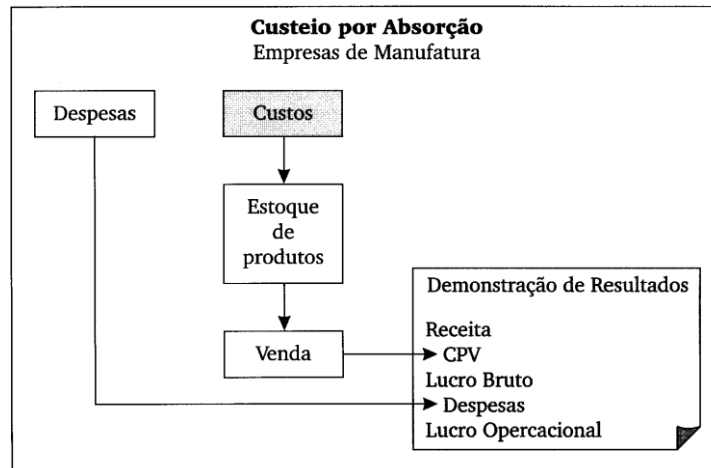 Custeio por Absorção
Empresas de Manufatura
Despesas
Custos
Estoque
de
produtos
Venda
Demonstração de Resultados
Receita
CPV
Lucro Bruto
Despesas
Lucro Opercacional